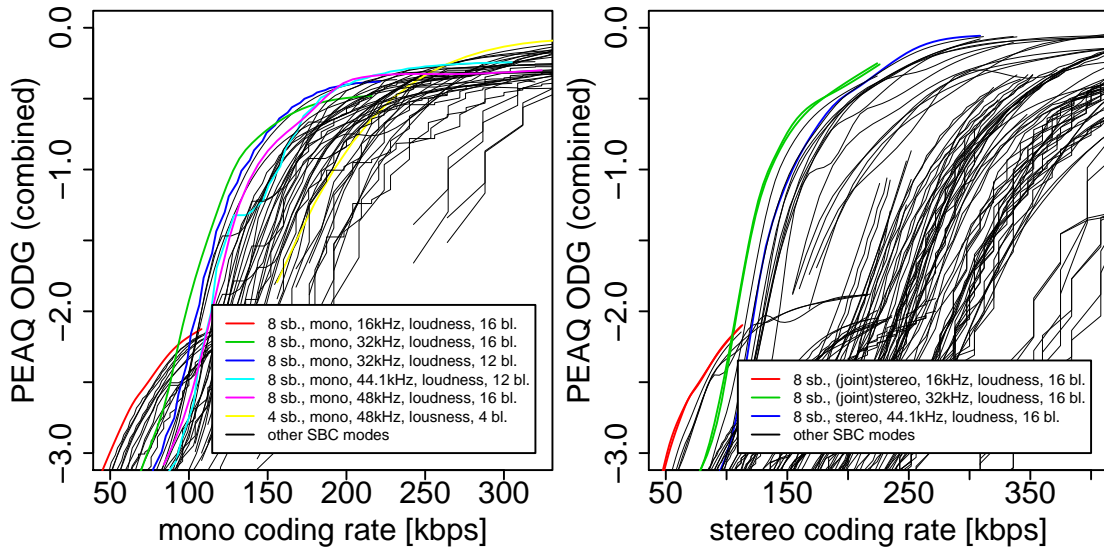 PEAQ ODG (combined)
0.0
−1.0
−2.0
−3.0
8 sb., mono, 16kHz, loudness, 16 bl.
8 sb., mono, 32kHz, loudness, 16 bl.
8 sb., mono, 32kHz, loudness, 12 bl.
8 sb., mono, 44.1kHz, loudness, 12 bl.
8 sb., mono, 48kHz, loudness, 16 bl.
4 sb., mono, 48kHz, lousness, 4 bl.
other SBC modes
50 100 150 200 250 300
mono coding rate [kbps]
PEAQ ODG (combined)
0.0
−1.0
−2.0
−3.0
8 sb., (joint)stereo, 16kHz, loudness, 16 bl.
8 sb., (joint)stereo, 32kHz, loudness, 16 bl.
8 sb., stereo, 44.1kHz, loudness, 16 bl.
other SBC modes
50 150 250 350
stereo coding rate [kbps]